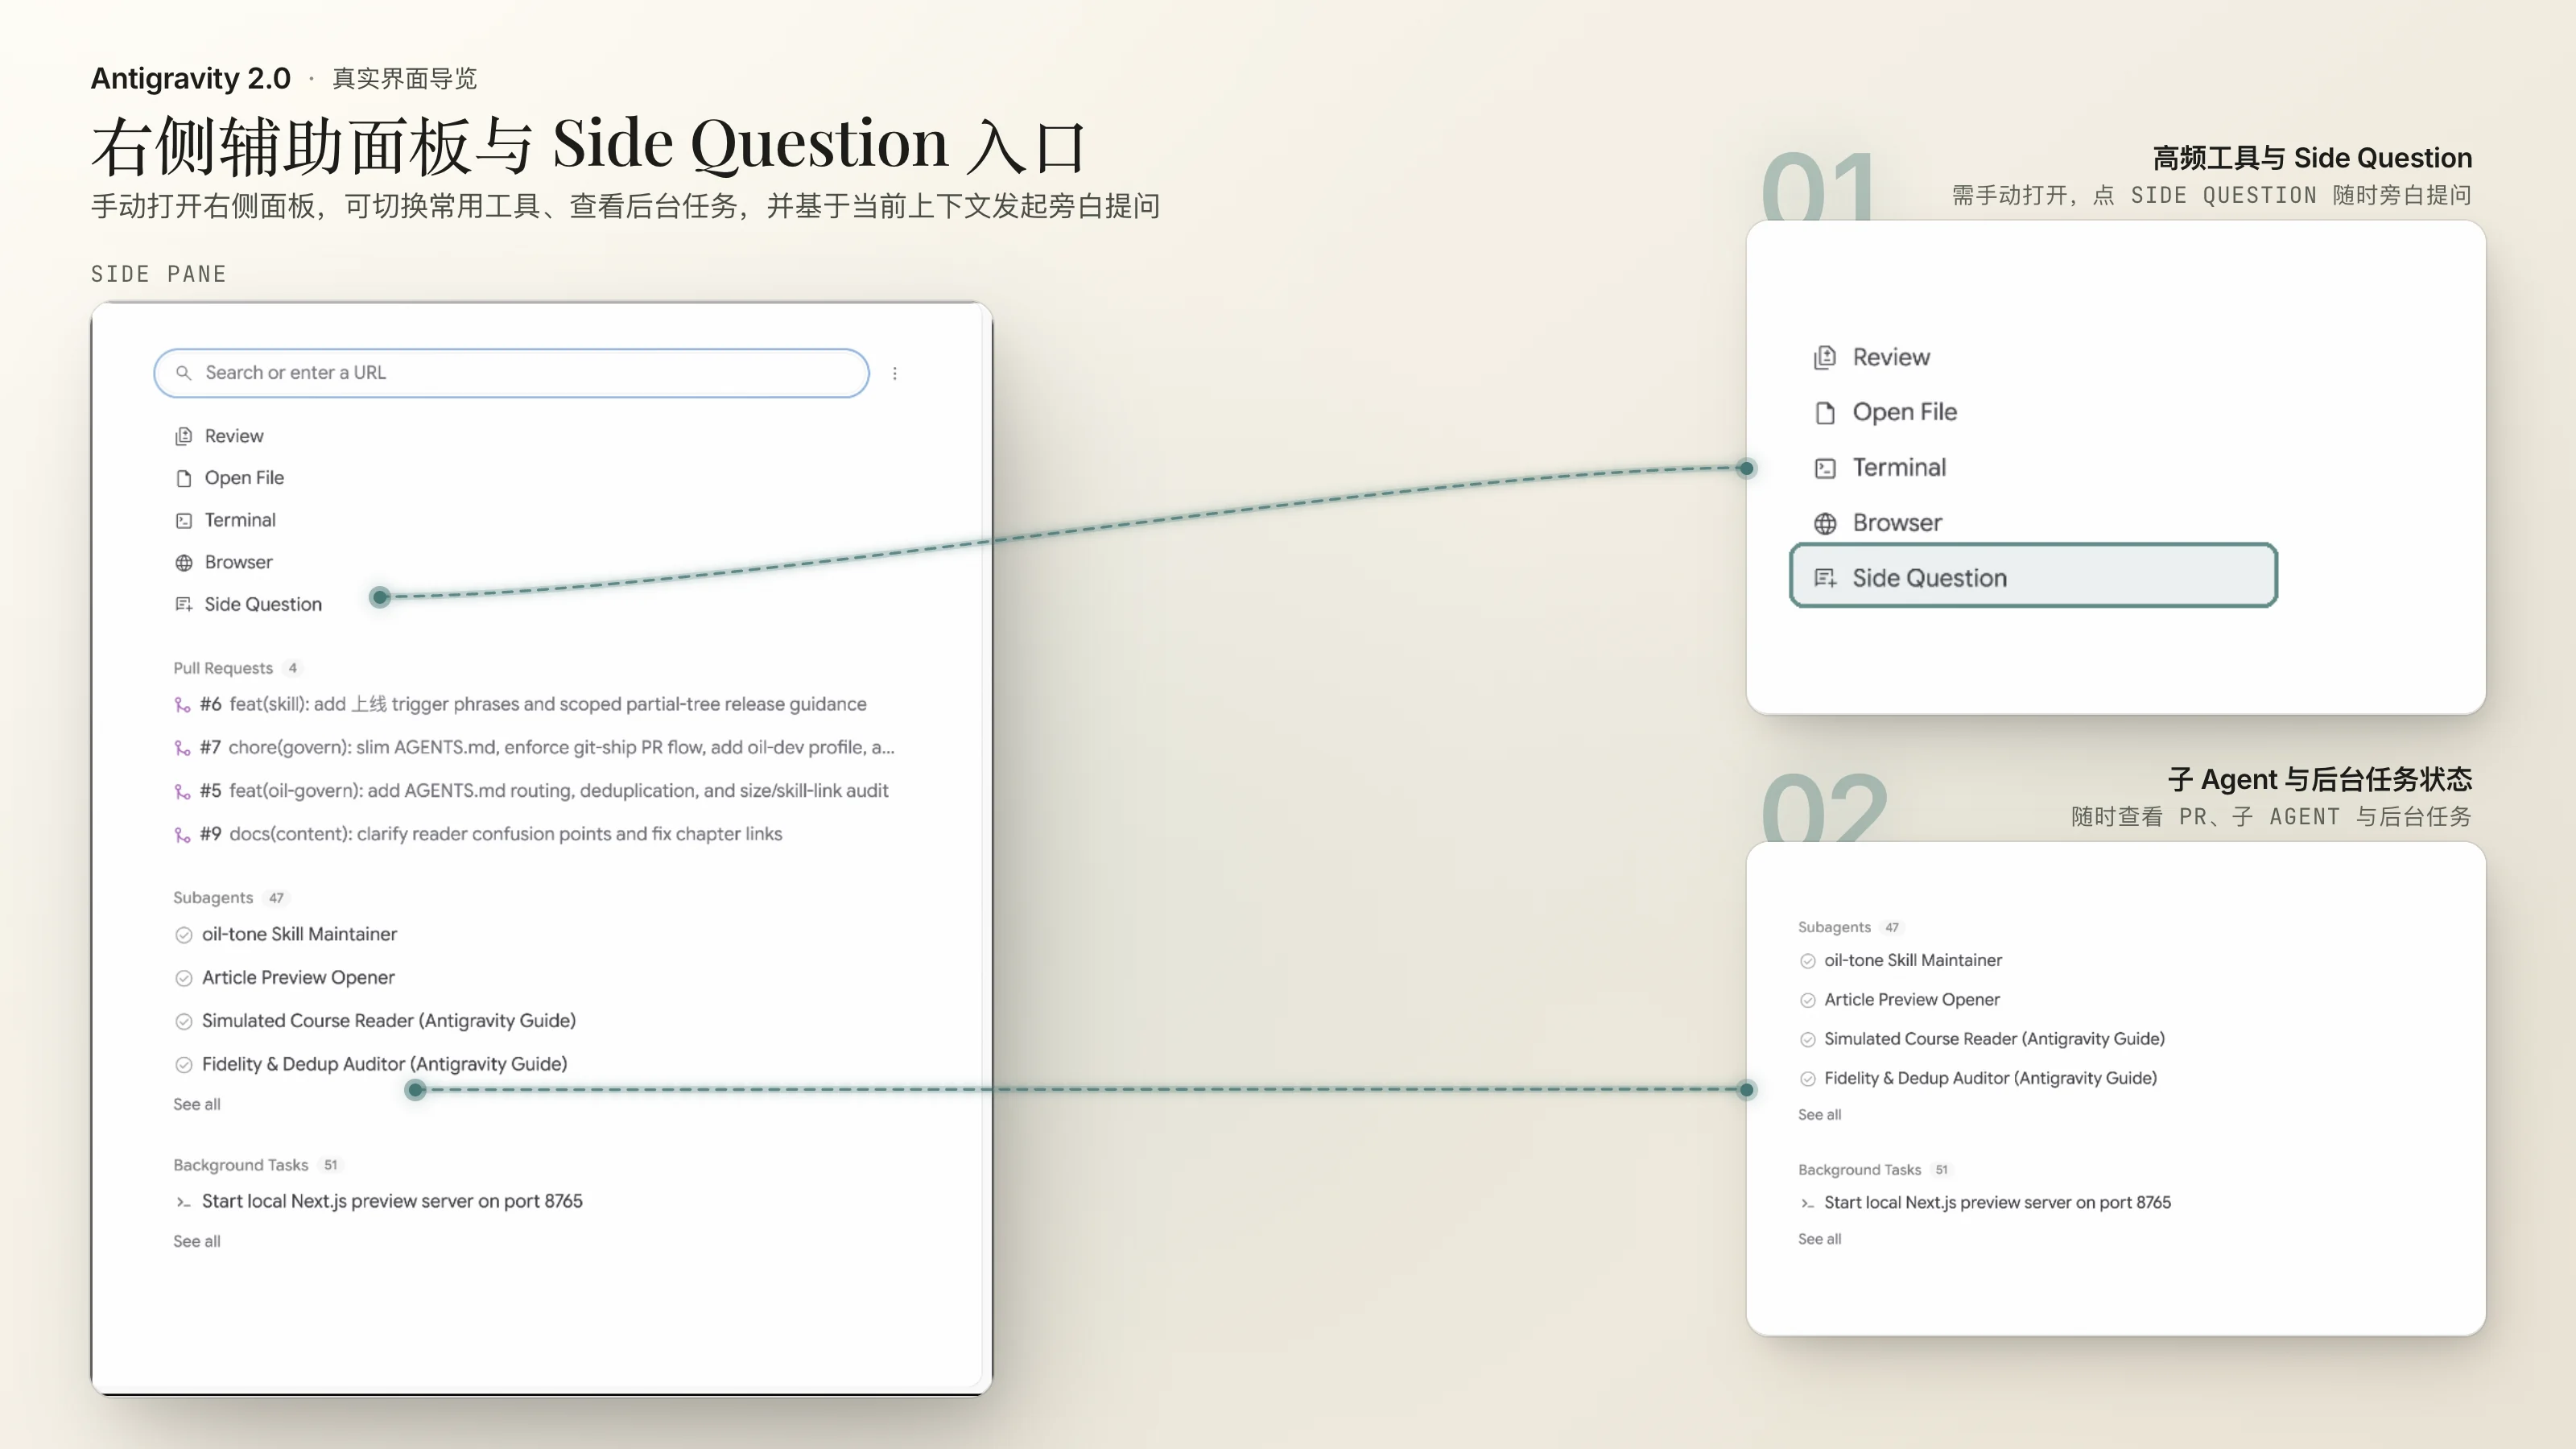 Antigravity 2.0 · 真实界面导览
右侧辅助面板与 Side Question 入口
手动打开右侧面板，可切换常用工具、查看后台任务，并基于当前上下文发起旁白提问
SIDE PANE
Search or enter a URL
Review
Open File
Terminal
Browser
Side Question
Pull Requests 4
#6 feat(skill): add 上线 trigger phrases and scoped partial-tree release guidance
#7 chore(govern): slim AGENTS.md, enforce git-ship PR flow, add oil-dev profile, a...
#5 feat(oil-govern): add AGENTS.md routing, deduplication, and size/skill-link audit
#9 docs(content): clarify reader confusion points and fix chapter links
Subagents 47
oil-tone Skill Maintainer
Article Preview Opener
Simulated Course Reader (Antigravity Guide)
Fidelity & Dedup Auditor (Antigravity Guide)
See all
Background Tasks 51
Start local Next.js preview server on port 8765
See all
01
高频工具与 Side Question
需手动打开，点 SIDE QUESTION 随时旁白提问
Review
Open File
Terminal
Browser
Side Question
02
子 Agent 与后台任务状态
随时查看 PR、子 AGENT 与后台任务
Subagents 47
oil-tone Skill Maintainer
Article Preview Opener
Simulated Course Reader (Antigravity Guide)
Fidelity & Dedup Auditor (Antigravity Guide)
See all
Background Tasks 51
Start local Next.js preview server on port 8765
See all